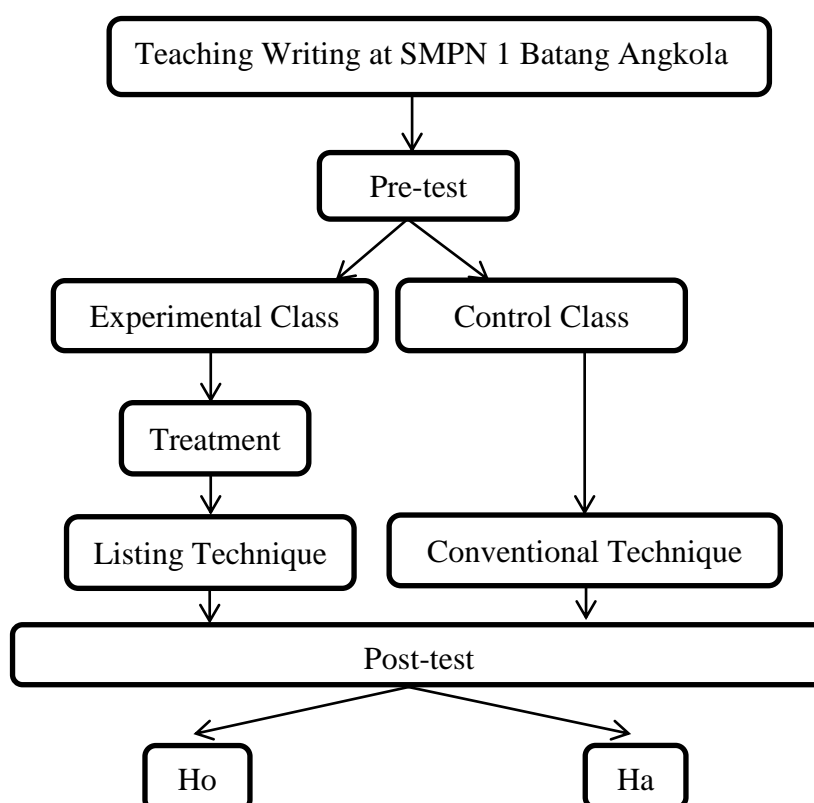 Teaching Writing at SMPN 1 Batang Angkola
Pre-test
Experimental Class
Control Class
Treatment
Listing Technique
Conventional Technique
Post-test
Ho
Ha